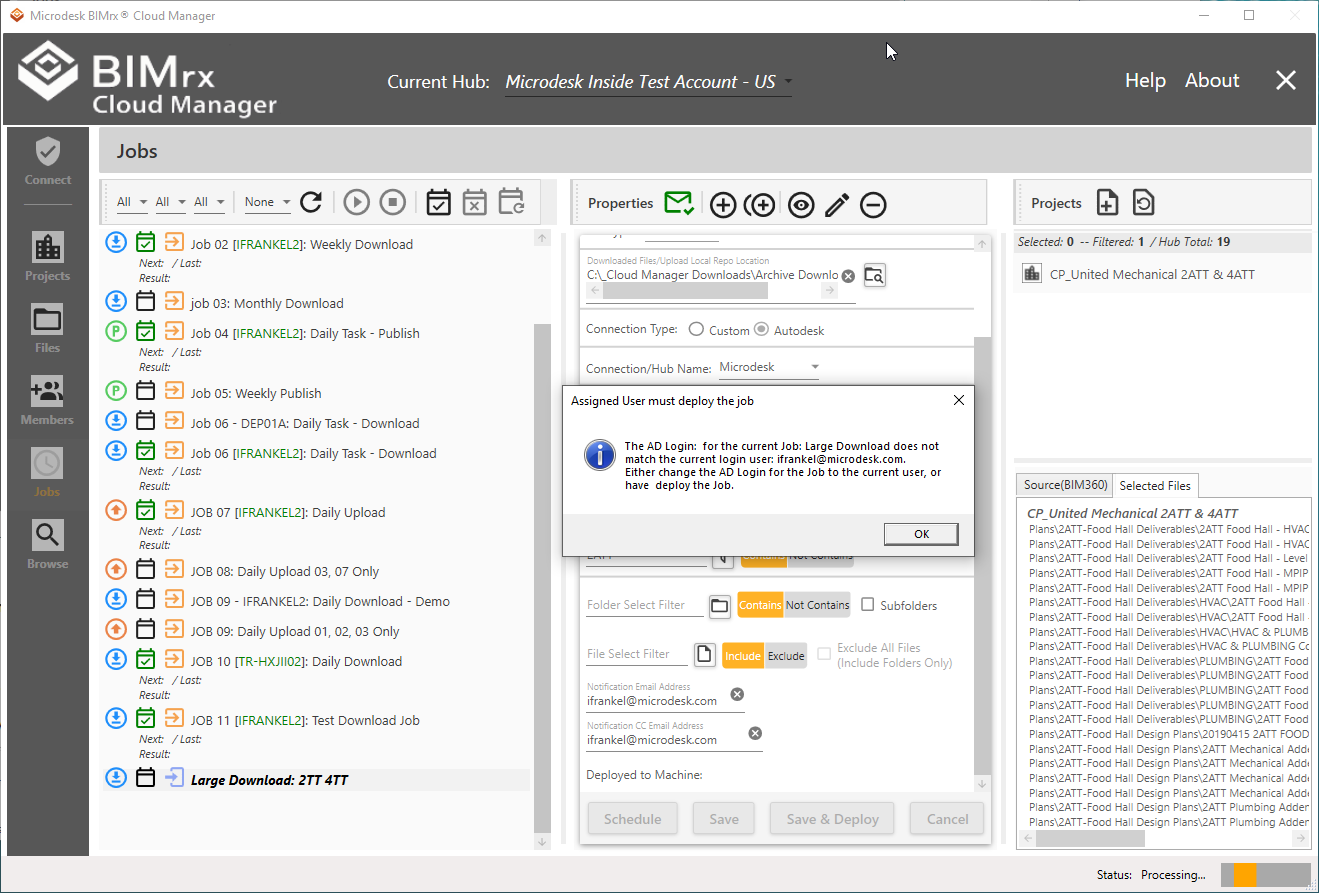 Microdesk BIMrx® Cloud Manager
BIMrx
Cloud Manager
Current Hub: Microdesk Inside Test Account - US
Help About
Connect
Projects
Files
Members
Jobs
Browse
Jobs
All All All None
Job 02 [IFRANKEL2]: Weekly Download
Next: / Last:
Result:
job 03: Monthly Download
Job 04 [IFRANKEL2]: Daily Task - Publish
Next: / Last:
Result:
Job 05: Weekly Publish
Job 06 - DEP01A: Daily Task - Download
Job 06 [IFRANKEL2]: Daily Task - Download
Next: / Last:
Result:
JOB 07 [IFRANKEL2]: Daily Upload
Next: / Last:
Result:
JOB 08: Daily Upload 03, 07 Only
JOB 09 - IFRANKEL2: Daily Download - Demo
JOB 09: Daily Upload 01, 02, 03 Only
JOB 10 [TR-HXJII02]: Daily Download
Next: / Last:
Result:
JOB 11 [IFRANKEL2]: Test Download Job
Next: / Last:
Result:
Large Download: 2TT 4TT
Properties
Downloaded Files/Upload Local Repo Location
C:\_Cloud Manager Downloads\Archive Downlo
Connection Type: Custom Autodesk
Connection/Hub Name: Microdesk
Assigned User must deploy the job
The AD Login:  for the current Job: Large Download does not
match the current login user: ifrankel@microdesk.com.
Either change the AD Login for the Job to the current user, or
have  deploy the Job.
OK
Contains Not Contains
Folder Select Filter Contains Not Contains Subfolders
File Select Filter Include Exclude Exclude All Files
(Include Folders Only)
Notification Email Address
ifrankel@microdesk.com
Notification CC Email Address
ifrankel@microdesk.com
Deployed to Machine:
Schedule Save Save & Deploy Cancel
Projects
Selected: 0 -- Filtered: 1 / Hub Total: 19
CP_United Mechanical 2ATT & 4ATT
Source(BIM360) Selected Files
CP_United Mechanical 2ATT & 4ATT
Plans\2ATT-Food Hall Deliverables\2ATT Food Hall - HVAC
Plans\2ATT-Food Hall Deliverables\2ATT Food Hall - HVAC
Plans\2ATT-Food Hall Deliverables\2ATT Food Hall - Level
Plans\2ATT-Food Hall Deliverables\2ATT Food Hall - MPIP
Plans\2ATT-Food Hall Deliverables\2ATT Food Hall - MPIP
Plans\2ATT-Food Hall Deliverables\HVAC\2ATT Food Hall
Plans\2ATT-Food Hall Deliverables\HVAC\2ATT Food Hall
Plans\2ATT-Food Hall Deliverables\HVAC\HVAC & PLUMB
Plans\2ATT-Food Hall Deliverables\HVAC & PLUMBING Co
Plans\2ATT-Food Hall Deliverables\PLUMBING\2ATT Food
Plans\2ATT-Food Hall Deliverables\PLUMBING\2ATT Food
Plans\2ATT-Food Hall Deliverables\PLUMBING\2ATT Food
Plans\2ATT-Food Hall Deliverables\PLUMBING\2ATT Food
Plans\2ATT-Food Hall Deliverables\PLUMBING\2ATT Food
Plans\2ATT-Food Hall Design Plans\20190415 2ATT FOOD
Plans\2ATT-Food Hall Design Plans\2ATT Mechanical Adde
Plans\2ATT-Food Hall Design Plans\2ATT Mechanical Adde
Plans\2ATT-Food Hall Design Plans\2ATT Mechanical Adde
Plans\2ATT-Food Hall Design Plans\2ATT Mechanical Adde
Plans\2ATT-Food Hall Design Plans\2ATT Plumbing Adden
Plans\2ATT-Food Hall Design Plans\2ATT Plumbing Adden
Status: Processing...